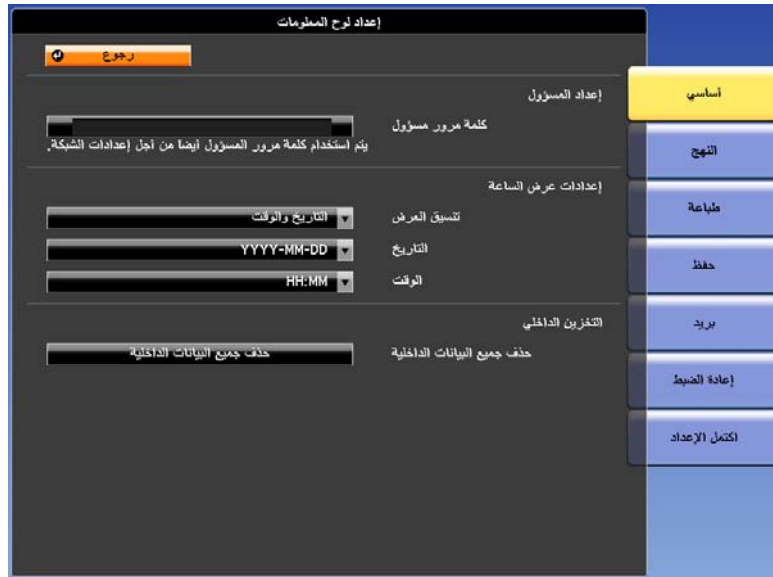 إعداد لوح المعلومات
رجوع
إعداد المسؤول
كلمة مرور مسؤول
يتم استخدام كلمة مرور المسؤول أيضا من أجل إعدادات الشبكة.
إعدادات عرض الساعة
تنسيق العرض
التاريخ والوقت
التاريخ
YYYY-MM-DD
الوقت
HH:MM
التخزين الداخلي
حذف جميع البيانات الداخلية
حذف جميع البيانات الداخلية
أساسي
النهج
طباعة
حفظ
بريد
إعادة الضبط
اكتمل الإعداد